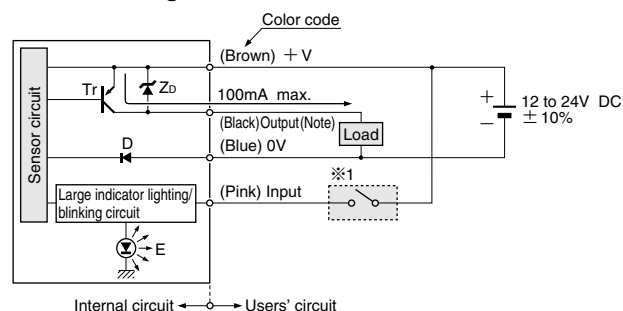 Color code
(Brown) +V
Sensor circuit
Tr
ZD
100mA max.
+
12 to 24V DC
(Black)Output(Note)
−
± 10%
Load
D
(Blue) 0V
※1
Large indicator lighting/
blinking circuit
(Pink) Input
E
Internal circuit
Users' circuit